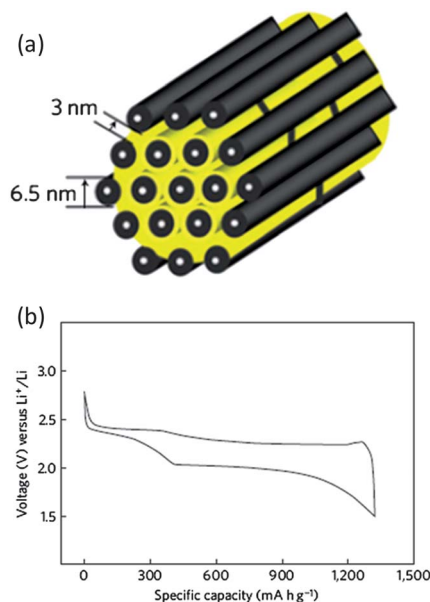 (a)
3 nm
6.5 nm
(b)
Voltage (V) versus Li⁺/Li
3.0
2.5
2.0
1.5
0 300 600 900 1,200 1,500
Specific capacity (mA h g⁻¹)